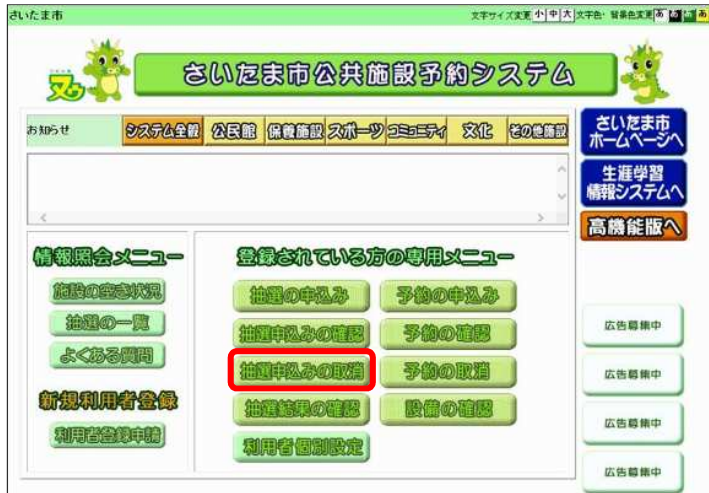 さいたま市
文字サイズ変更 小 中 大 文字色・背景色変更 あ あ あ あ
さいたま市公共施設予約システム
お知らせ システム全般 公民館 保養施設 スポーツ コミュニティ 文化 その他施設
さいたま市
ホームページへ
生涯学習
情報システムへ
高機能版へ
情報照会メニュー
施設の空き状況
抽選の一覧
よくある質問
新規利用者登録
利用者登録申請
登録されている方の専用メニュー
抽選の申込み 予約の申込み
抽選申込みの確認 予約の確認
抽選申込みの取消 予約の取消
抽選結果の確認 設備の確認
利用者個別設定
広告募集中
広告募集中
広告募集中
広告募集中